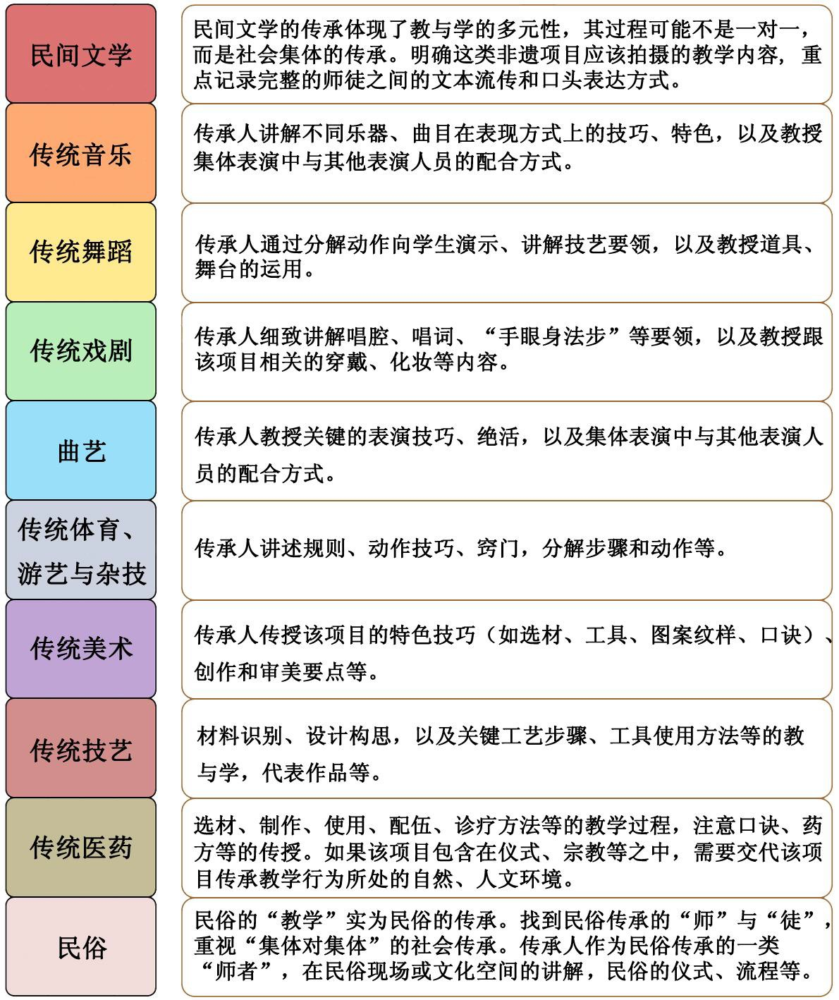 民间文学
民间文学的传承体现了教与学的多元性，其过程可能不是一对一，
而是社会集体的传承。明确这类非遗项目应该拍摄的教学内容，重
点记录完整的师徒之间的文本流传和口头表达方式。
传统音乐
传承人讲解不同乐器、曲目在表现方式上的技巧、特色，以及教授
集体表演中与其他表演人员的配合方式。
传统舞蹈
传承人通过分解动作向学生演示、讲解技艺要领，以及教授道具、
舞台的运用。
传统戏剧
传承人细致讲解唱腔、唱词、“手眼身法步”等要领，以及教授跟
该项目相关的穿戴、化妆等内容。
曲艺
传承人教授关键的表演技巧、绝活，以及集体表演中与其他表演人
员的配合方式。
传统体育、
游艺与杂技
传承人讲述规则、动作技巧、窍门，分解步骤和动作等。
传统美术
传承人传授该项目的特色技巧（如选材、工具、图案纹样、口诀）、
创作和审美要点等。
传统技艺
材料识别、设计构思，以及关键工艺步骤、工具使用方法等的教
与学，代表作品等。
传统医药
选材、制作、使用、配伍、诊疗方法等的教学过程，注意口诀、药
方等的传授。如果该项目包含在仪式、宗教等之中，需要交代该项
目传承教学行为所处的自然、人文环境。
民俗
民俗的“教学”实为民俗的传承。找到民俗传承的“师”与“徒”，
重视“集体对集体”的社会传承。传承人作为民俗传承的一类
“师者”，在民俗现场或文化空间的讲解，民俗的仪式、流程等。